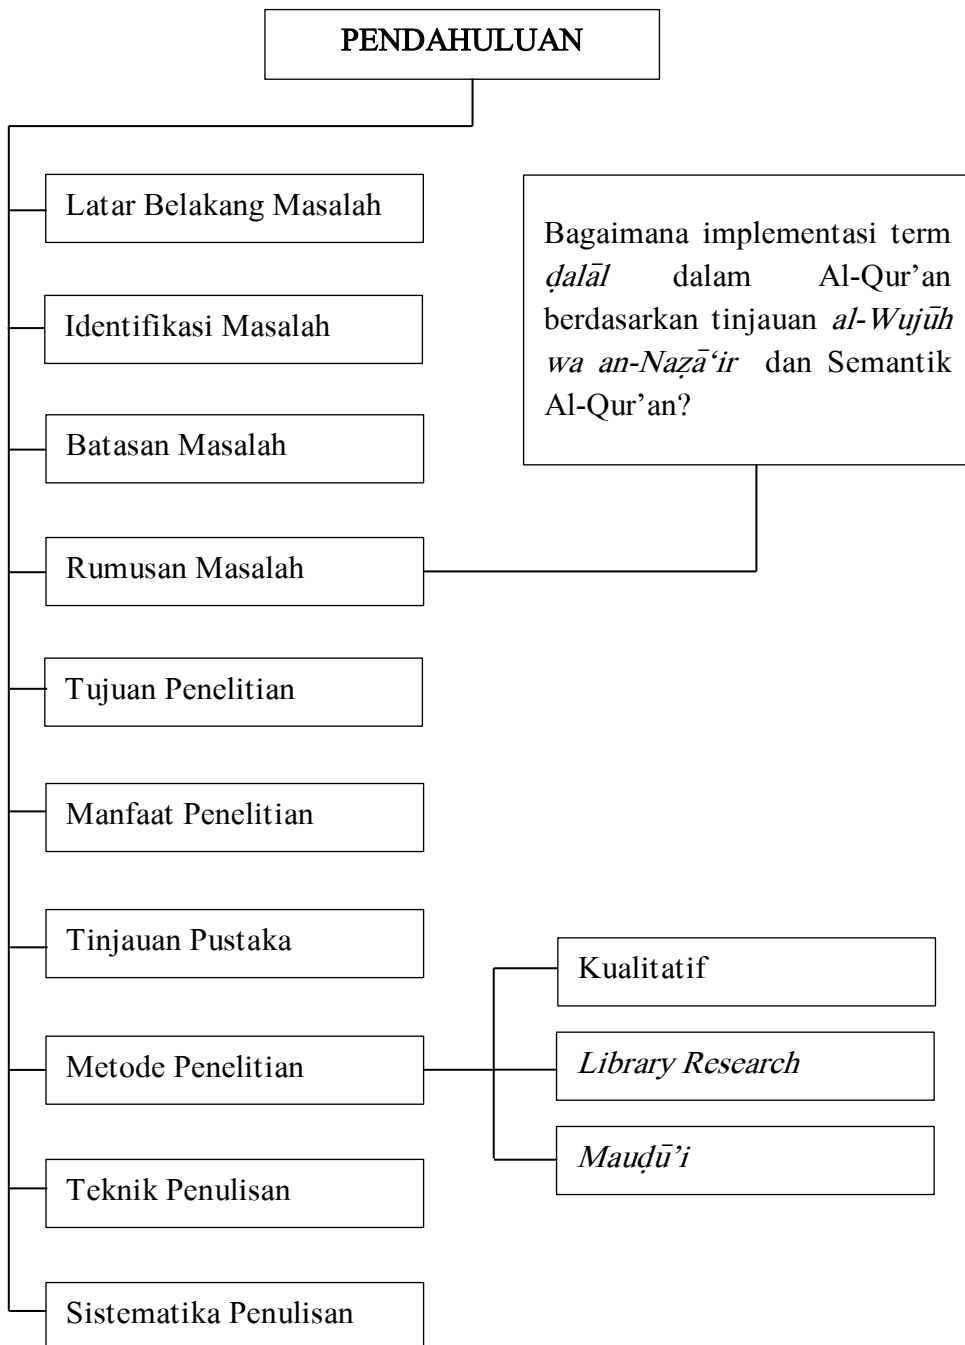 PENDAHULUAN
Latar Belakang Masalah
Identifikasi Masalah
Batasan Masalah
Rumusan Masalah
Bagaimana implementasi term
ḍalāl dalam Al-Qur’an
berdasarkan tinjauan al-Wujūh
wa an-Naẓā‘ir dan Semantik
Al-Qur’an?
Tujuan Penelitian
Manfaat Penelitian
Tinjauan Pustaka
Metode Penelitian
Kualitatif
Library Research
Mauḍū’i
Teknik Penulisan
Sistematika Penulisan